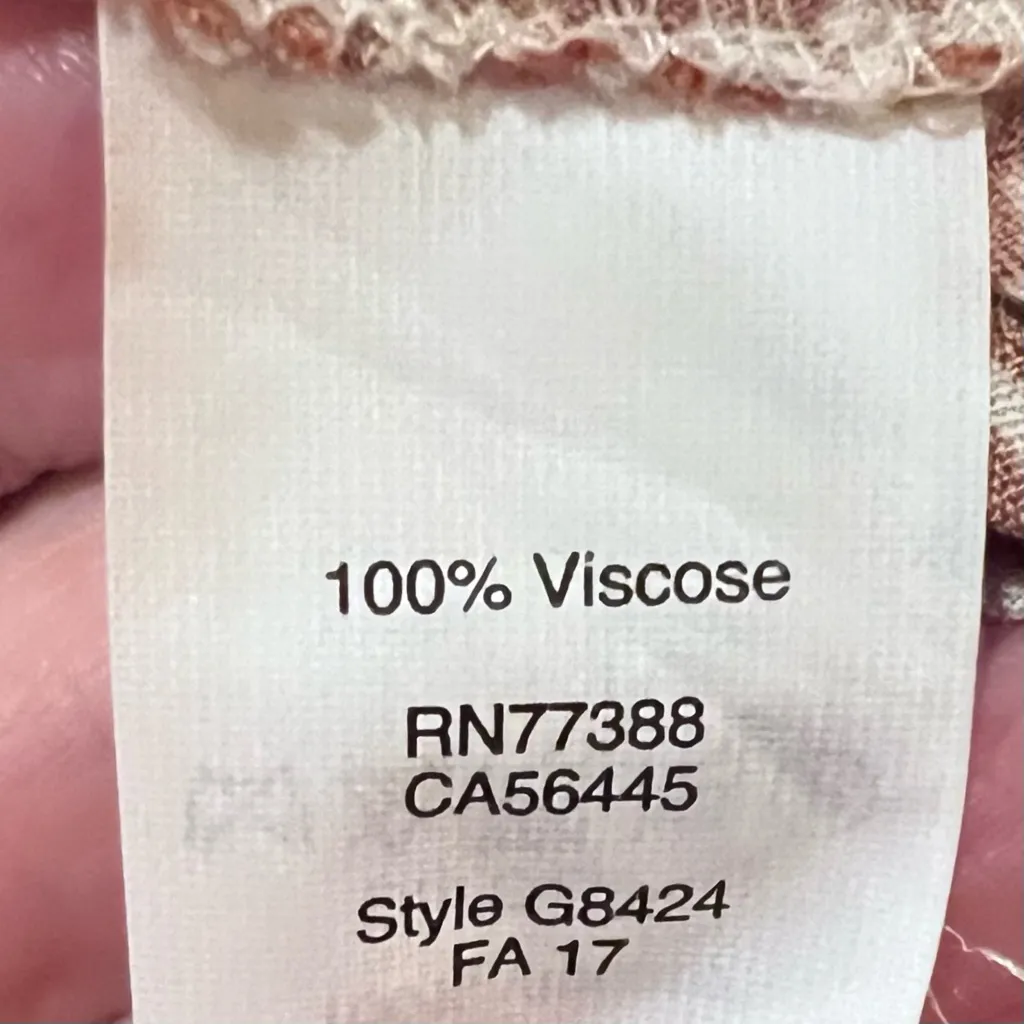 100% Viscose
RN77388
CA56445
Style G8424
FA 17